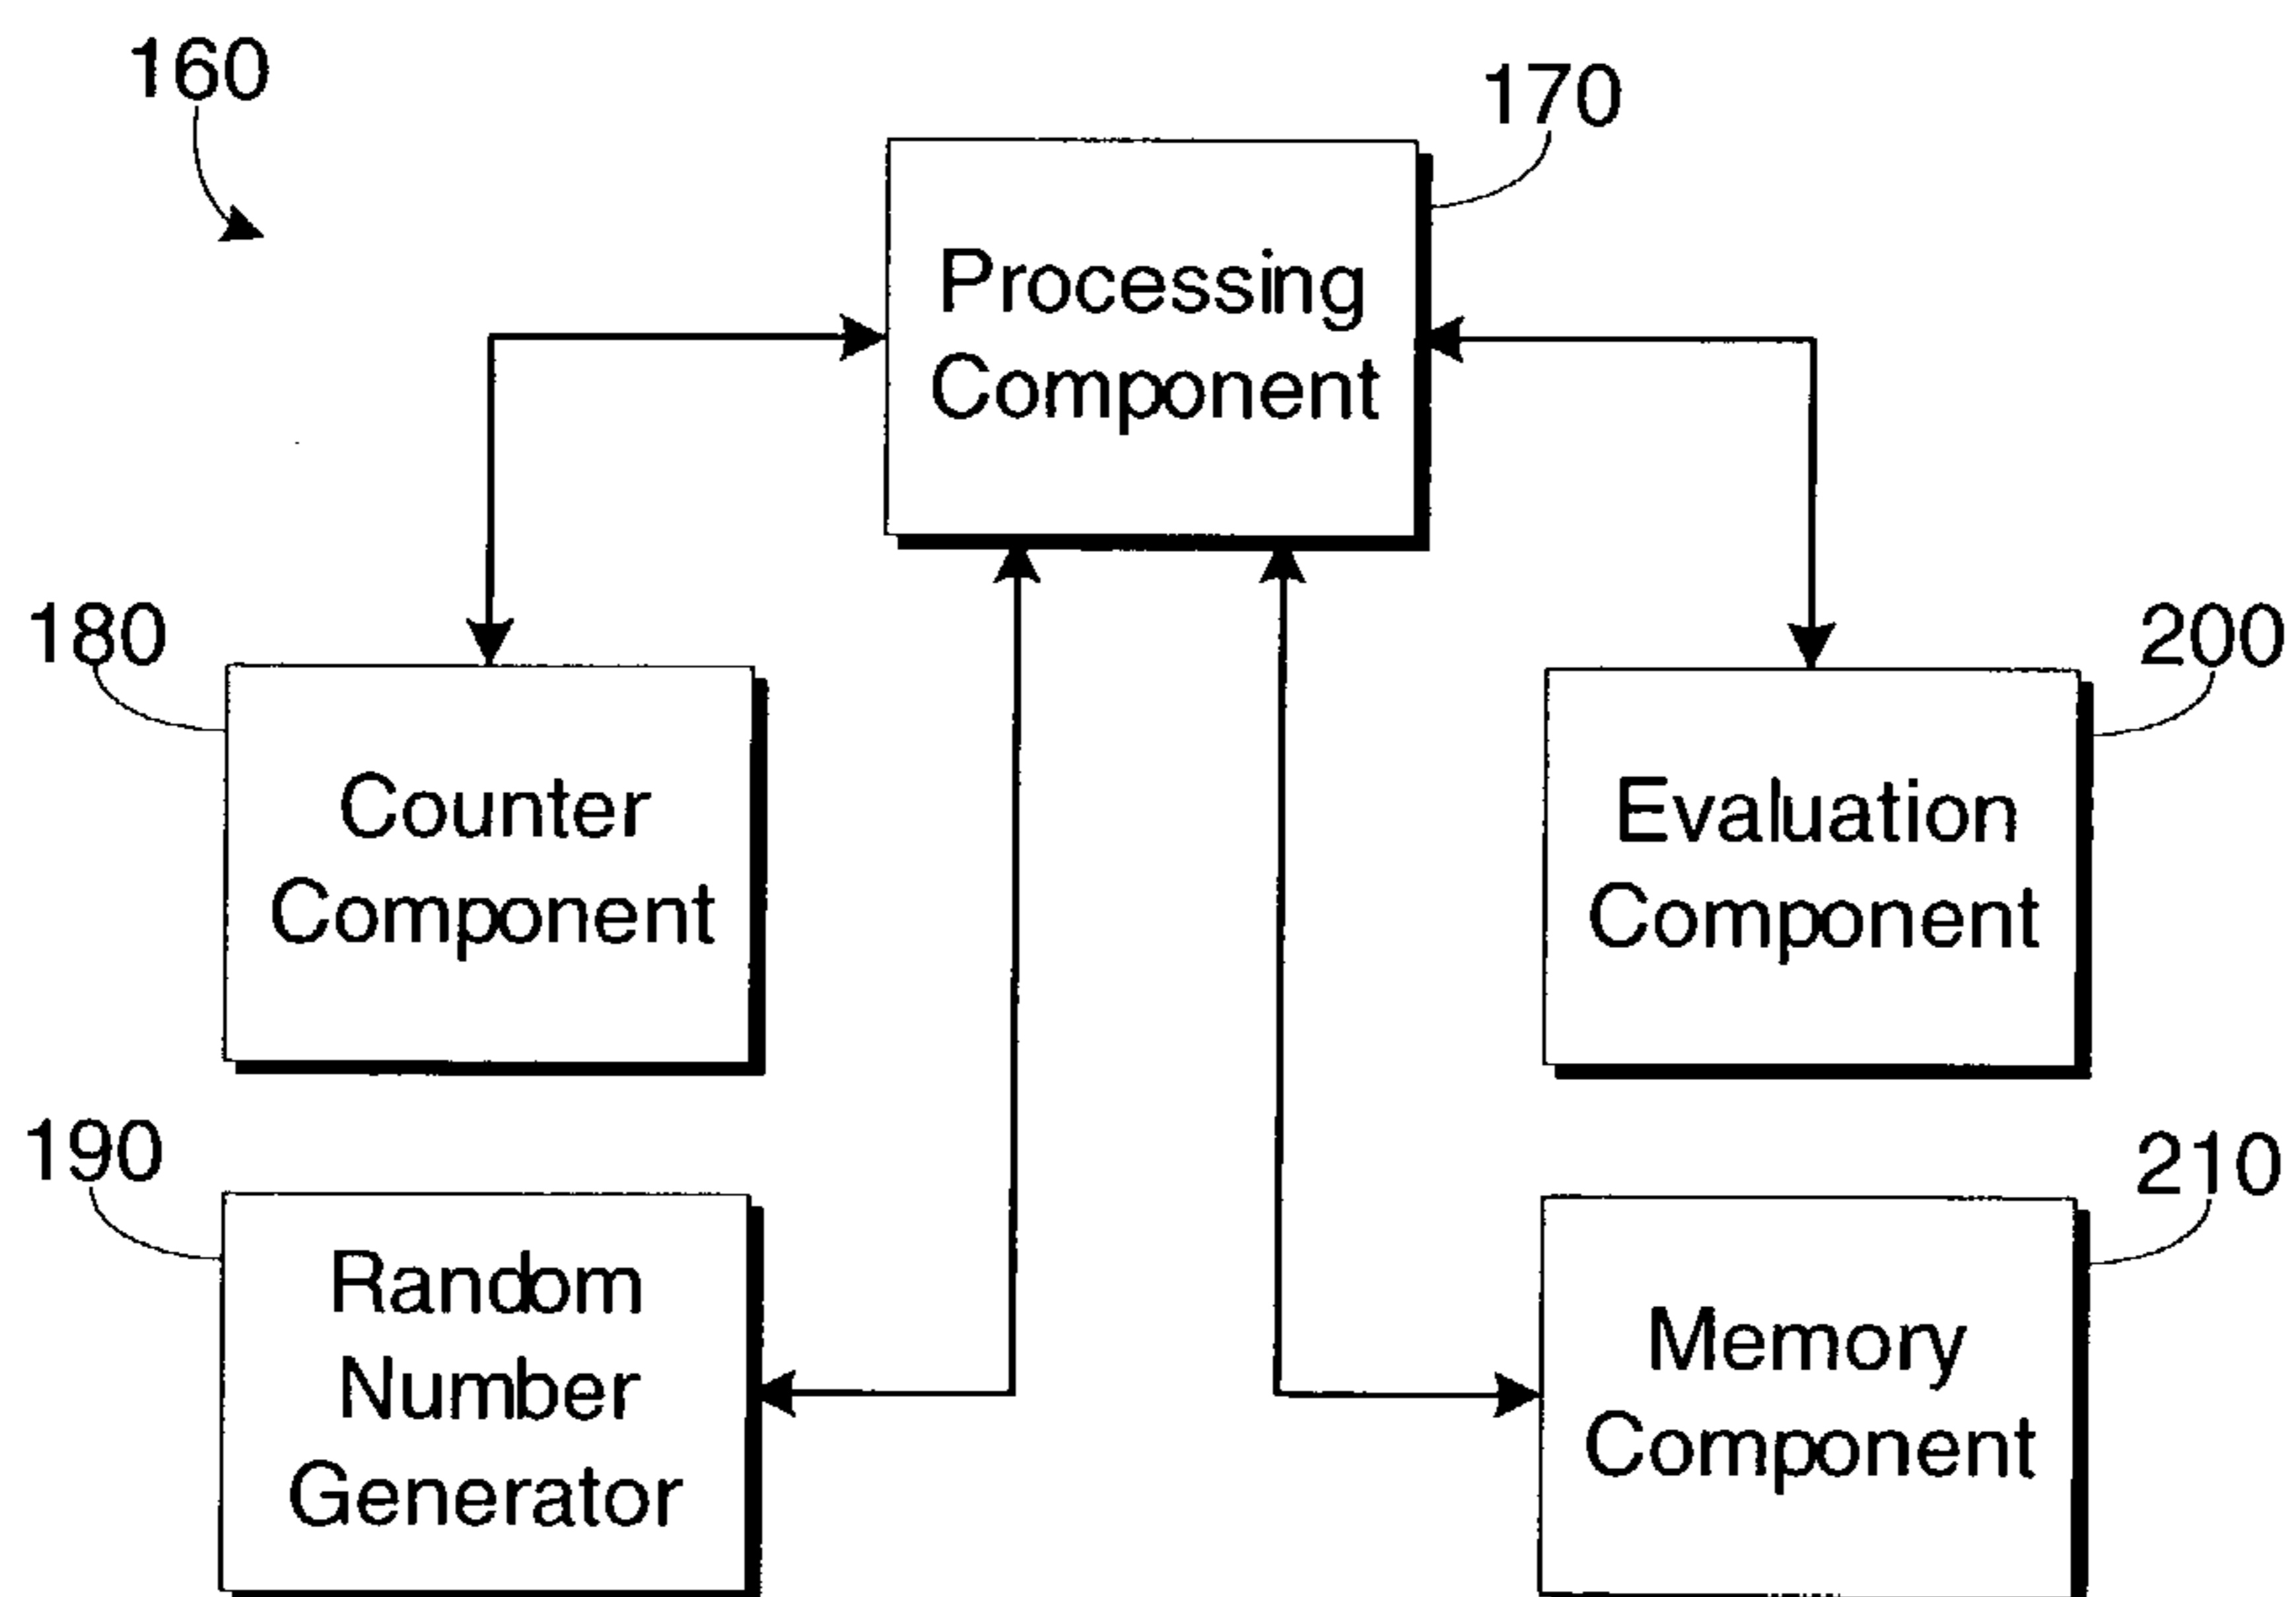 160
170
Processing
Component
180
200
Counter
Component
Evaluation
Component
190
210
Random
Number
Generator
Memory
Component